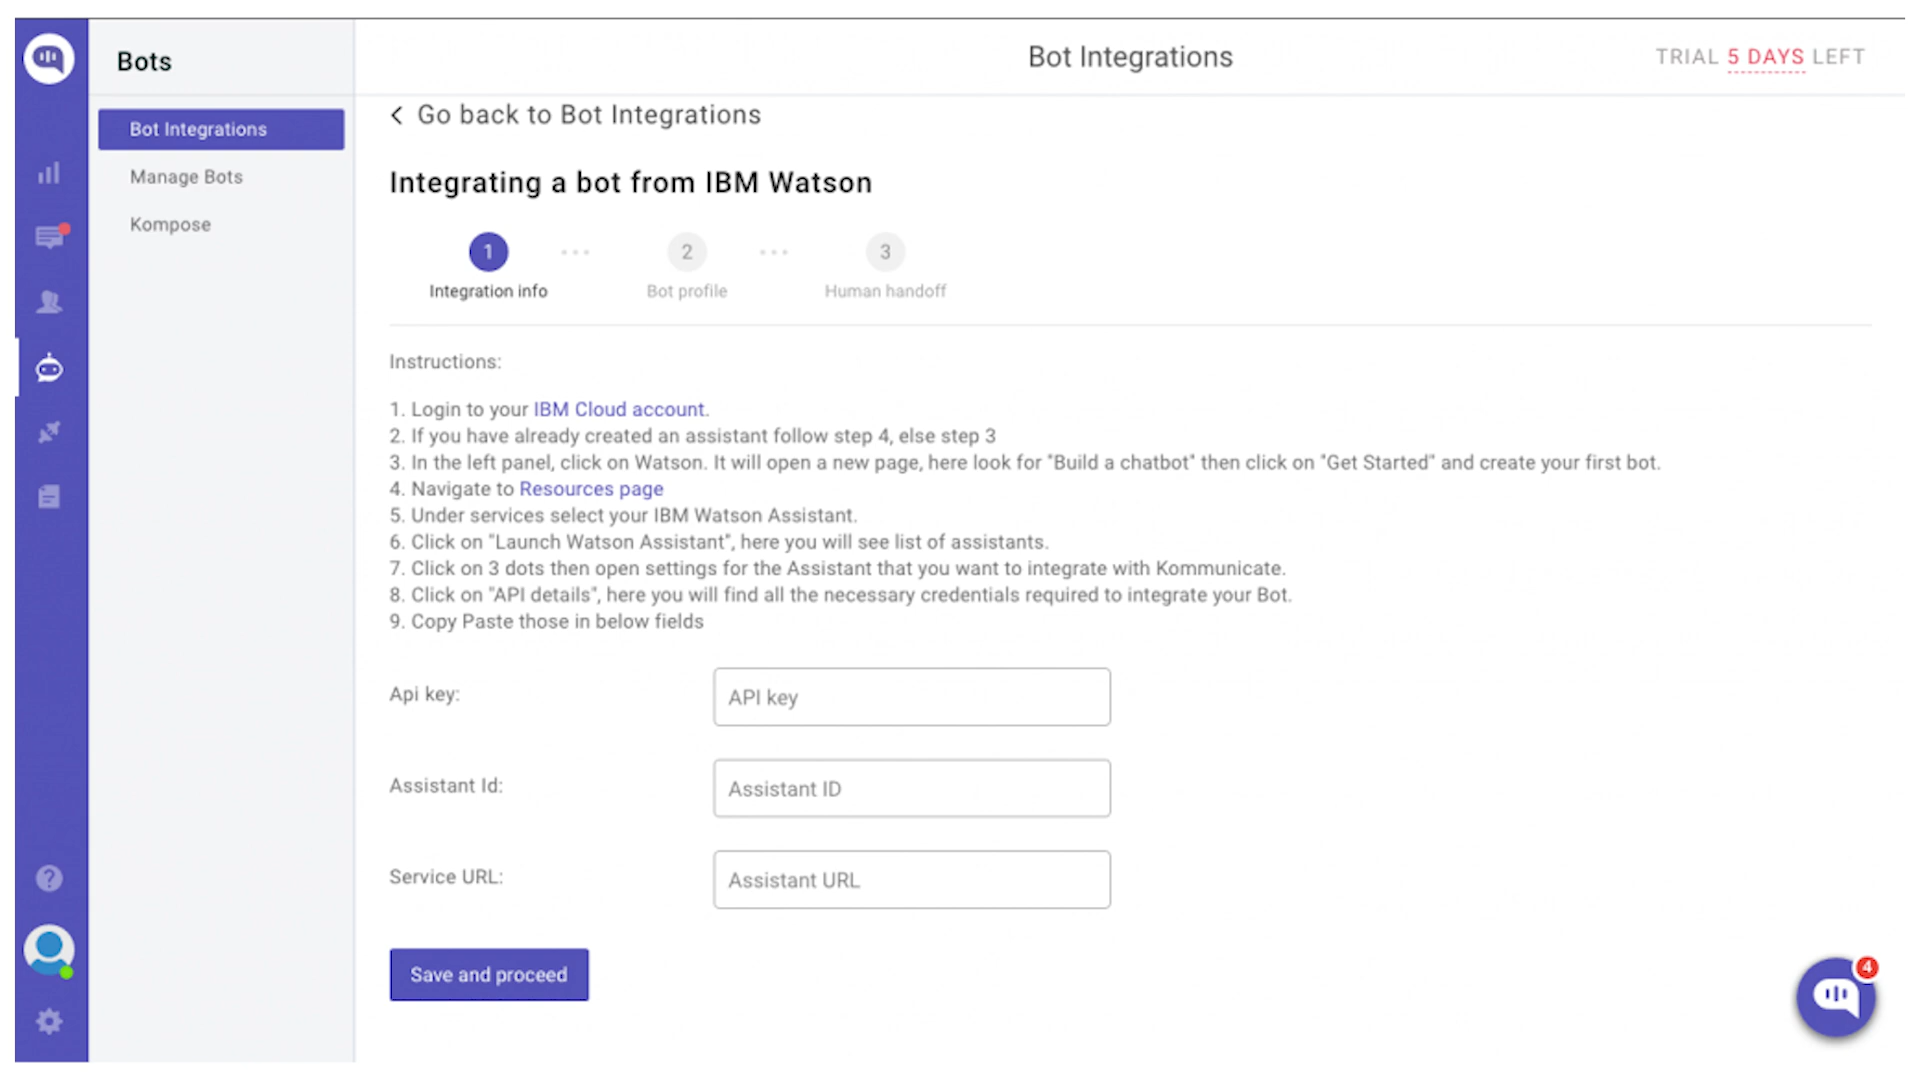 Bots
Bot Integrations
TRIAL 5 DAYS LEFT
Bot Integrations
Manage Bots
Kompose
Go back to Bot Integrations
Integrating a bot from IBM Watson
1
2
3
Integration info
Bot profile
Human handoff
Instructions:
1. Login to your IBM Cloud account.
2. If you have already created an assistant follow step 4, else step 3
3. In the left panel, click on Watson. It will open a new page, here look for "Build a chatbot" then click on "Get Started" and create your first bot.
4. Navigate to Resources page
5. Under services select your IBM Watson Assistant.
6. Click on "Launch Watson Assistant", here you will see list of assistants.
7. Click on 3 dots then open settings for the Assistant that you want to integrate with Kommunicate.
8. Click on "API details", here you will find all the necessary credentials required to integrate your Bot.
9. Copy Paste those in below fields
Api key:
API key
Assistant Id:
Assistant ID
Service URL:
Assistant URL
Save and proceed
4